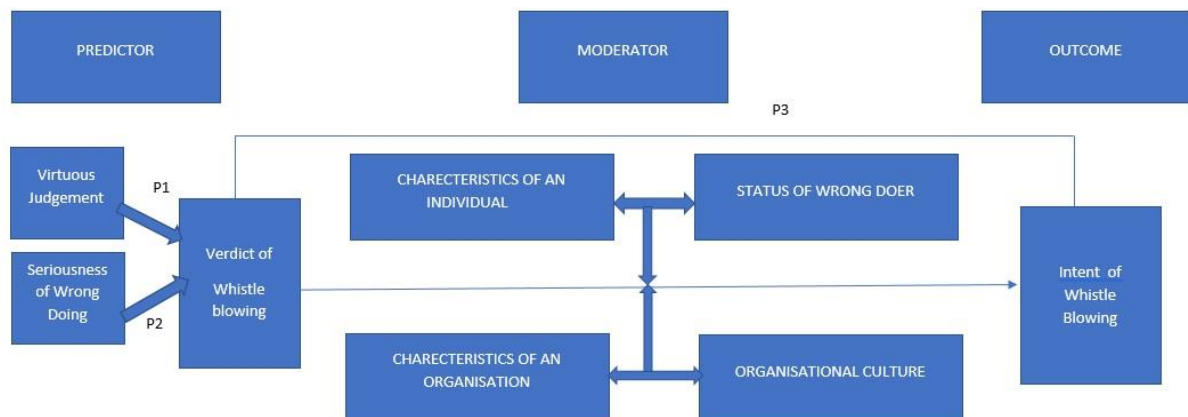 PREDICTOR
MODERATOR
OUTCOME
P3
Virtuous
Judgement
P1
CHARECTERISTICS OF AN
INDIVIDUAL
STATUS OF WRONG DOER
Verdict of
Whistle
blowing
Seriousness
of Wrong
Doing
P2
Intent of
Whistle
Blowing
CHARECTERISTICS OF AN
ORGANISATION
ORGANISATIONAL CULTURE